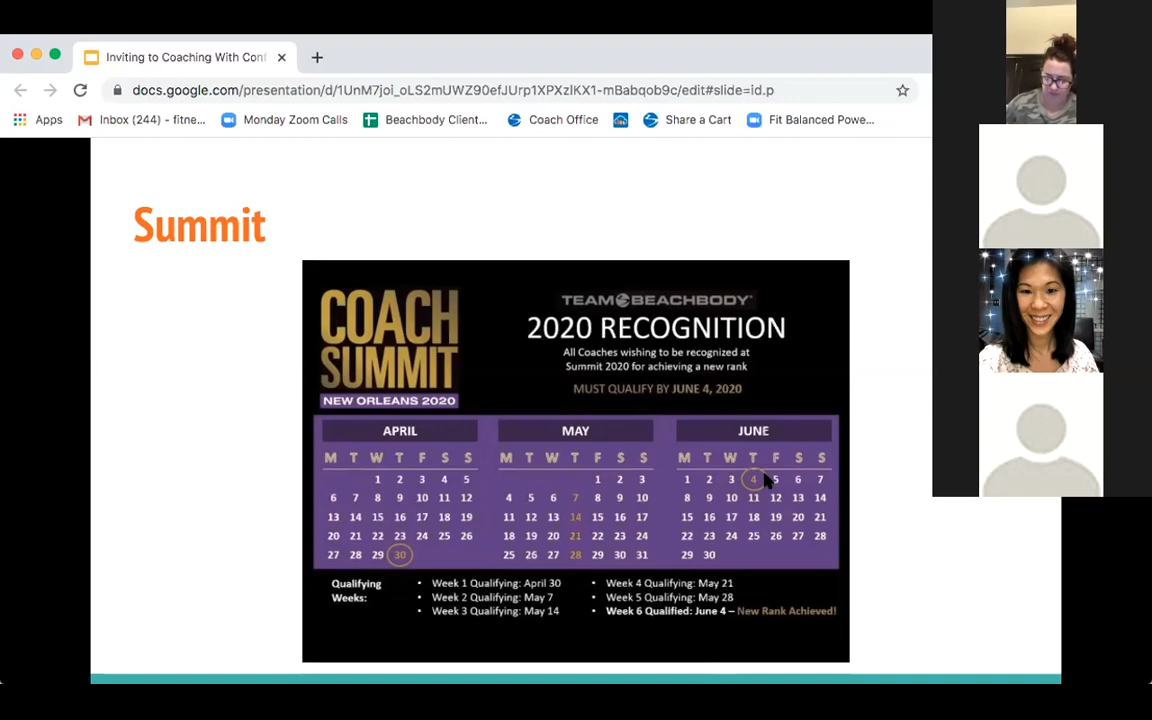 Inviting to Coaching With Conf
docs.google.com/presentation/d/1UnM7joi_oLS2mUWZ90efJUrp1XPXzlKX1-mBabqob9c/edit#slide=id.p
Apps Inbox (244) – fitne... Monday Zoom Calls Beachbody Client... Coach Office Share a Cart Fit Balanced Powe...
Summit
COACH
SUMMIT
NEW ORLEANS 2020
TEAM BEACHBODY
2020 RECOGNITION
All Coaches wishing to be recognized at
Summit 2020 for achieving a new rank
MUST QUALIFY BY JUNE 4, 2020
APRIL
M T W T F S S
1 2 3 4 5
6 7 8 9 10 11 12
13 14 15 16 17 18 19
20 21 22 23 24 25 26
27 28 29 30
MAY
M T W T F S S
1 2 3
4 5 6 7 8 9 10
11 12 13 14 15 16 17
18 19 20 21 22 23 24
25 26 27 28 29 30 31
JUNE
M T W T F S S
1 2 3 4 5 6 7
8 9 10 11 12 13 14
15 16 17 18 19 20 21
22 23 24 25 26 27 28
29 30
Qualifying
Weeks:
• Week 1 Qualifying: April 30
• Week 2 Qualifying: May 7
• Week 3 Qualifying: May 14
• Week 4 Qualifying: May 21
• Week 5 Qualifying: May 28
• Week 6 Qualified: June 4 – New Rank Achieved!